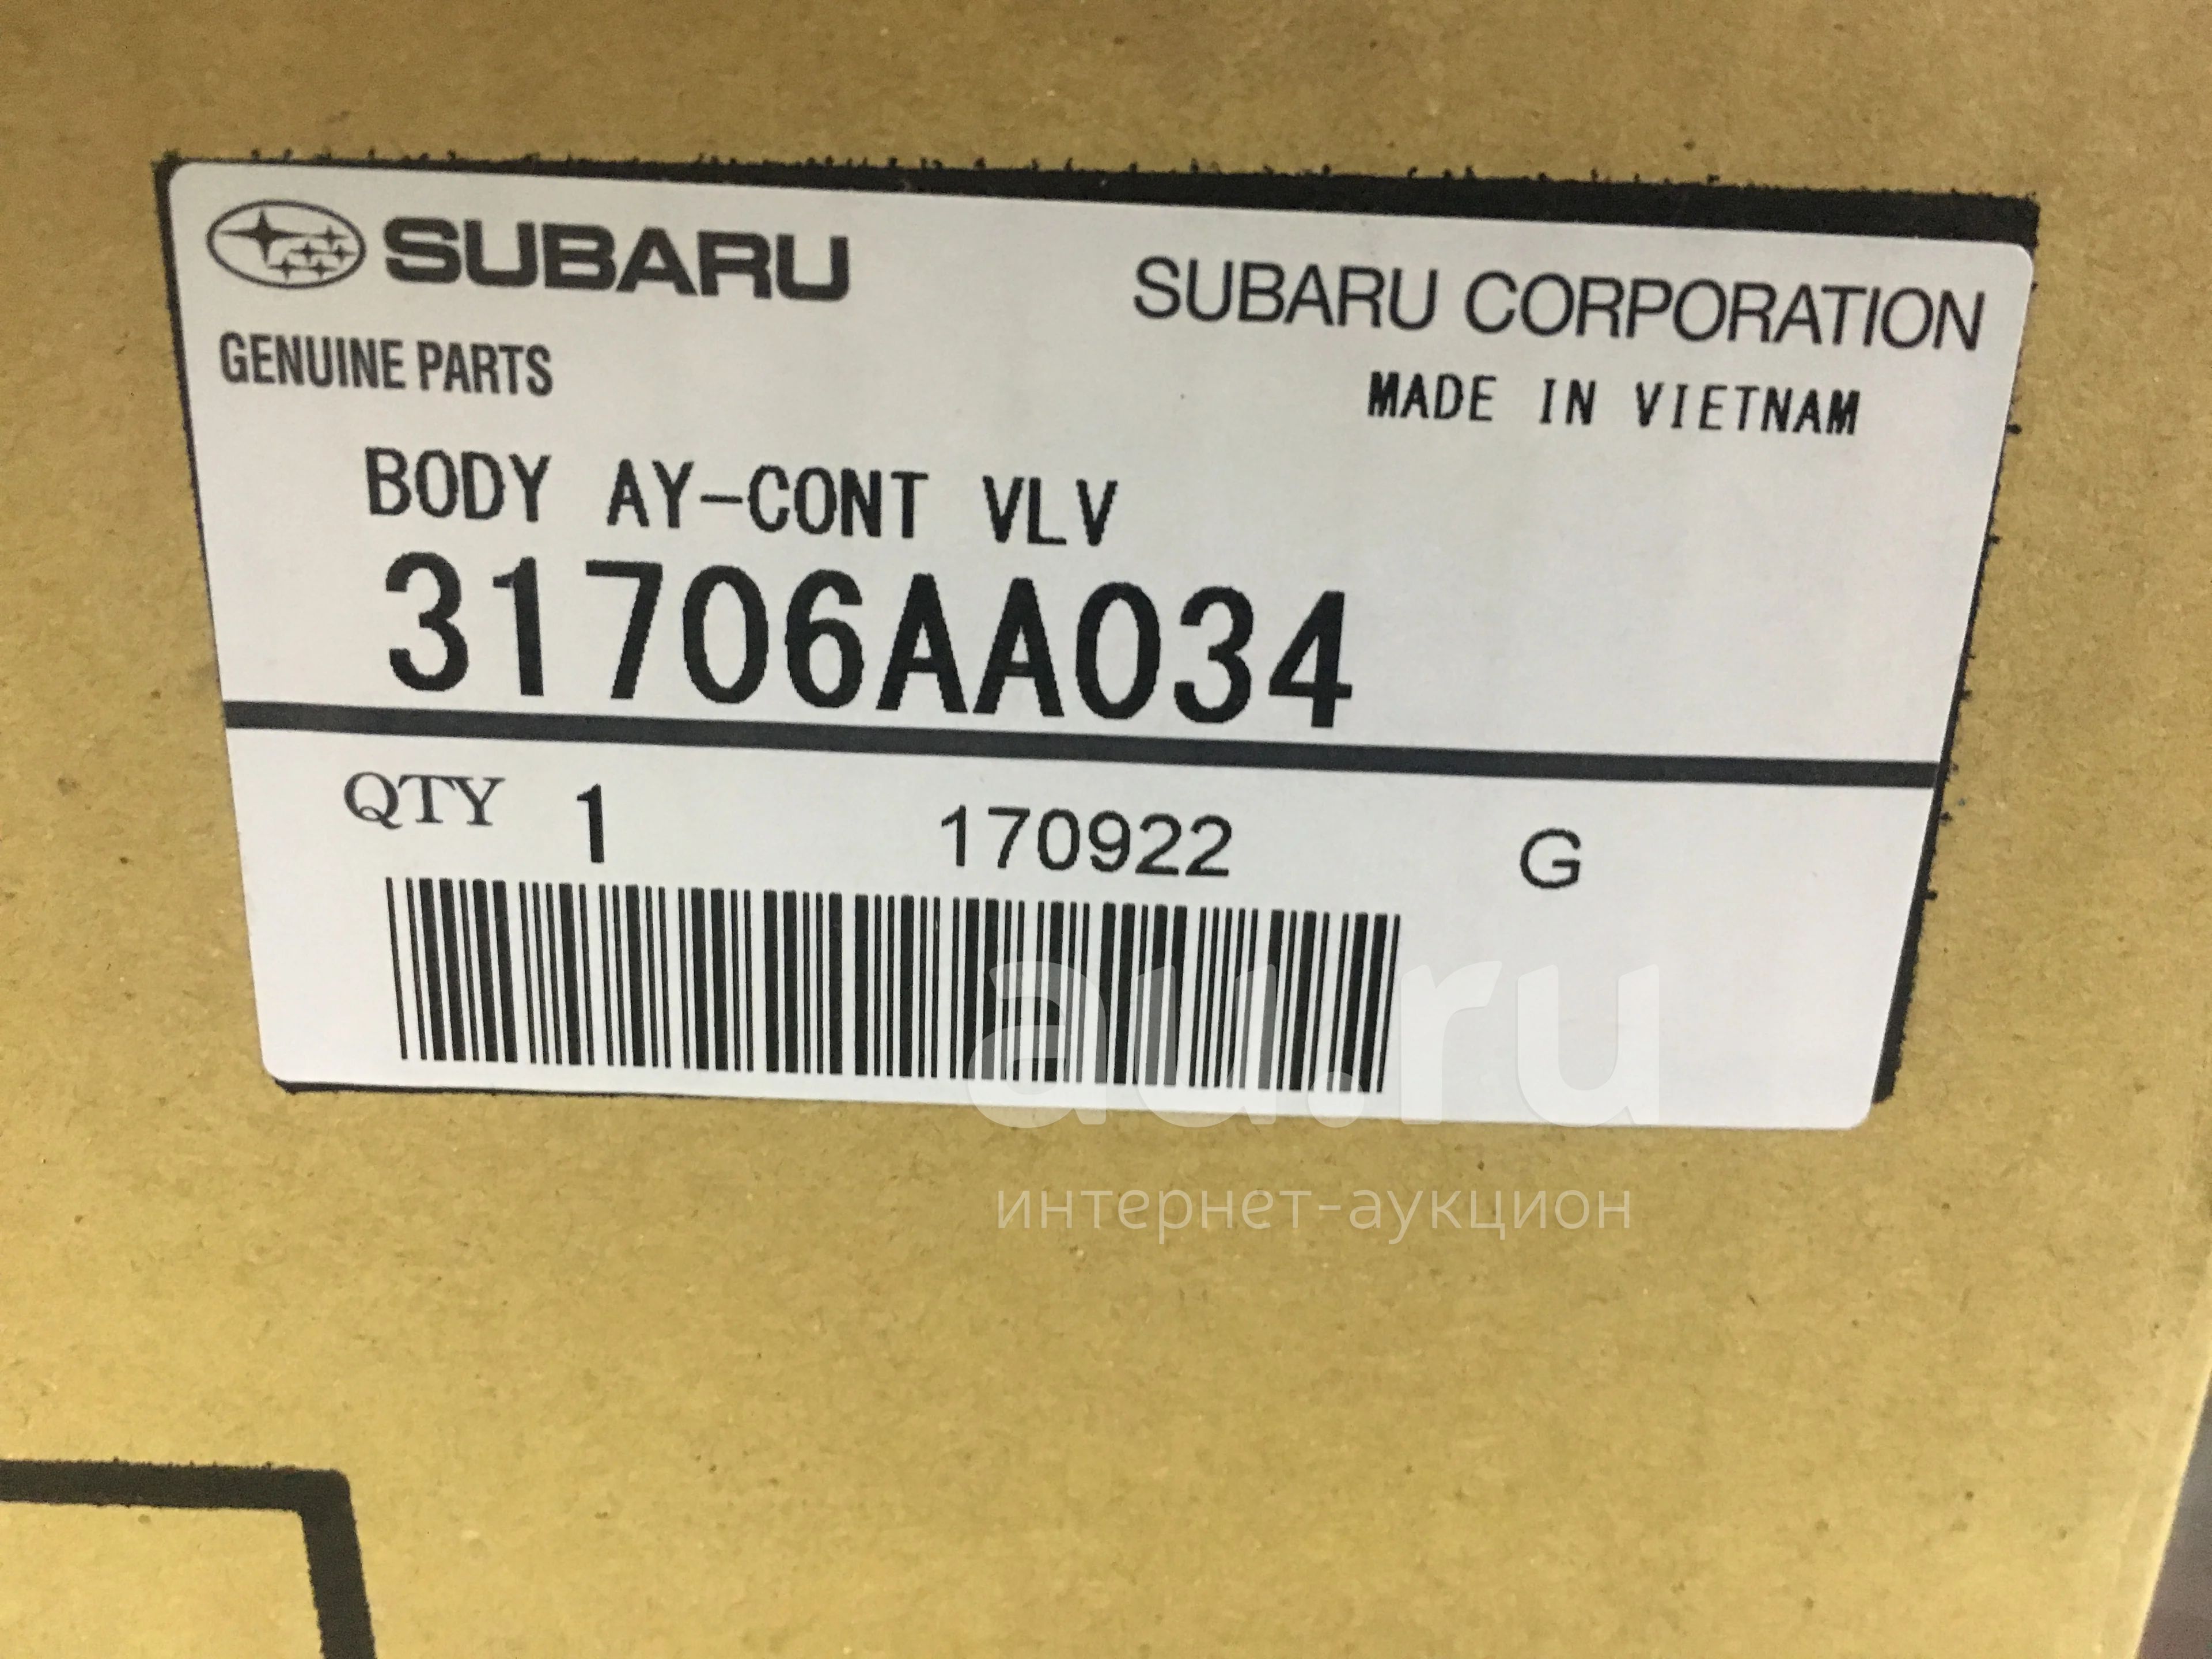 SUBARU
SUBARU CORPORATION
GENUINE PARTS
MADE IN VIETNAM
BODY AY-CONT VLV
31706AA034
QTY 1 170922 G
au.ru
интернет-аукцион